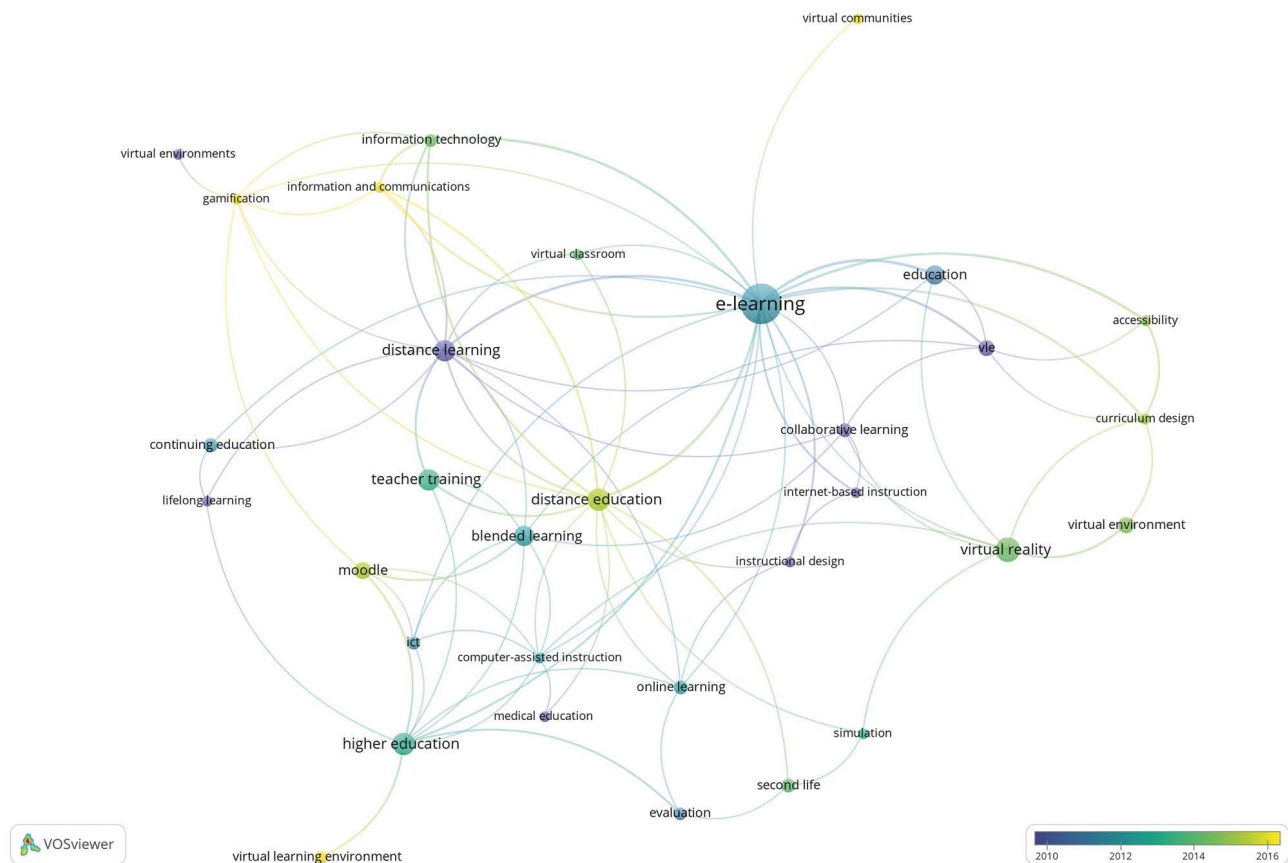 virtual communities
information technology
virtual environments
information and communications
gamification
virtual classroom
education
e-learning
accessibility
distance learning
vle
curriculum design
collaborative learning
continuing education
teacher training
internet-based instruction
distance education
lifelong learning
virtual environment
blended learning
virtual reality
instructional design
moodle
ict
computer-assisted instruction
online learning
medical education
simulation
higher education
second life
evaluation
VOSviewer
virtual learning environment
2010 2012 2014 2016